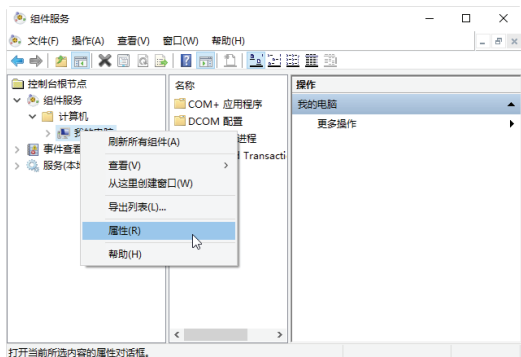 组件服务
文件(F) 操作(A) 查看(V) 窗口(W) 帮助(H)
控制台根节点
组件服务
计算机
事件查看
服务(本
刷新所有组件(A)
查看(V)
从这里创建窗口(W)
导出列表(L)...
属性(R)
帮助(H)
名称
COM+ 应用程序
DCOM 配置
进程
Transacti
操作
我的电脑
更多操作
打开当前所选内容的属性对话框。